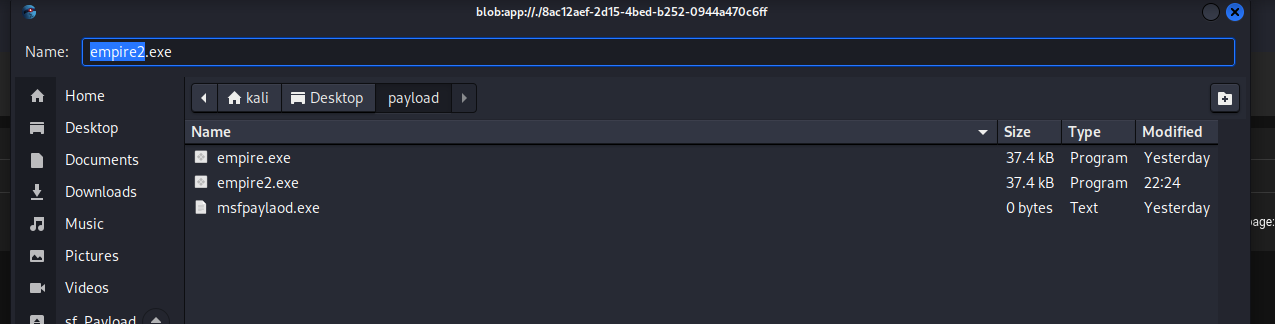 blob:app://./8ac12aef-2d15-4bed-b252-0944a470c6ff
Name: empire2.exe
Home
kali Desktop payload
Desktop
Name Size Type Modified
Documents
empire.exe 37.4 kB Program Yesterday
Downloads
empire2.exe 37.4 kB Program 22:24
Music
msfpaylaod.exe 0 bytes Text Yesterday
Pictures
Videos
sf_Payload
page: